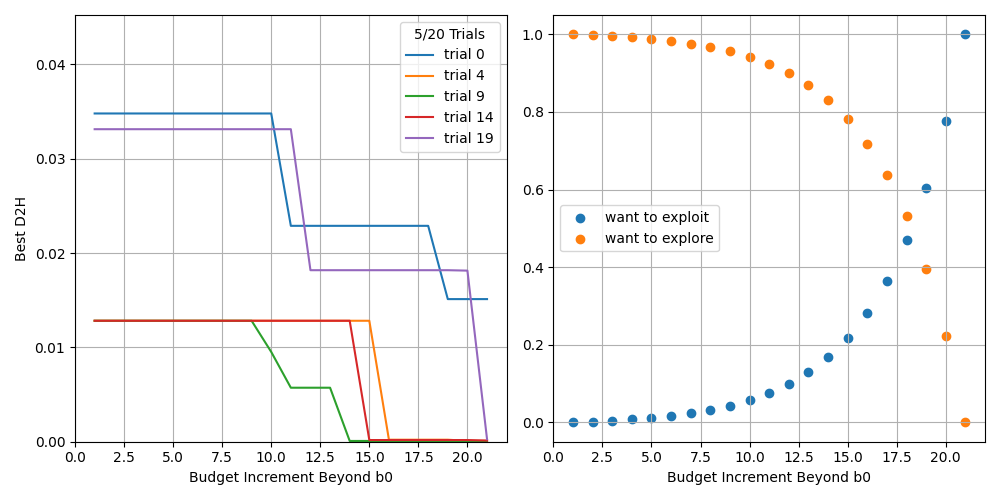 5/20 Trials
trial 0
trial 4
trial 9
trial 14
trial 19
Best D2H
0.04
0.03
0.02
0.01
0.00
0.0 2.5 5.0 7.5 10.0 12.5 15.0 17.5 20.0
Budget Increment Beyond b0
want to exploit
want to explore
1.0
0.8
0.6
0.4
0.2
0.0
0.0 2.5 5.0 7.5 10.0 12.5 15.0 17.5 20.0
Budget Increment Beyond b0